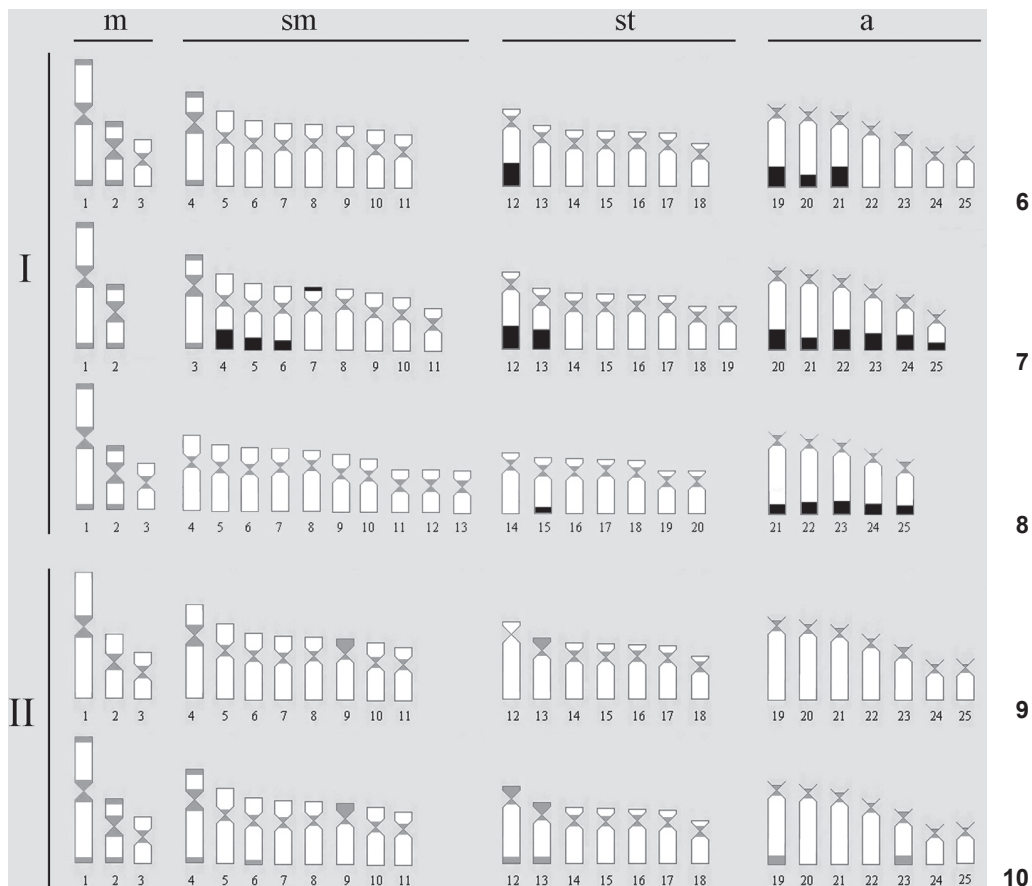 m sm st a
I
1 2 3 4 5 6 7 8 9 10 11 12 13 14 15 16 17 18 19 20 21 22 23 24 25 6
1 2 3 4 5 6 7 8 9 10 11 12 13 14 15 16 17 18 19 20 21 22 23 24 25 7
1 2 3 4 5 6 7 8 9 10 11 12 13 14 15 16 17 18 19 20 21 22 23 24 25 8
II
1 2 3 4 5 6 7 8 9 10 11 12 13 14 15 16 17 18 19 20 21 22 23 24 25 9
1 2 3 4 5 6 7 8 9 10 11 12 13 14 15 16 17 18 19 20 21 22 23 24 25 10